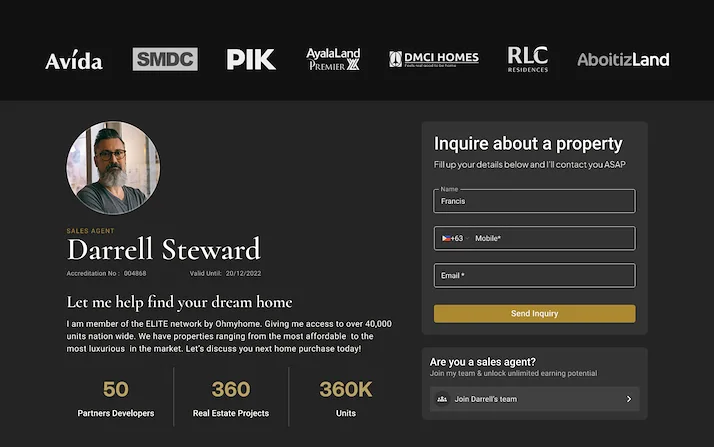 Avída
SMDC
PIK
AyalaLand
PREMIER
DMCI HOMES
RLC
RESIDENCES
AboitizLand
SALES AGENT
Darrell Steward
Accreditation No : 004868
Valid Until: 20/12/2022
Let me help find your dream home
I am member of the ELITE network by Ohmyhome. Giving me access to over 40,000
units nation wide. We have properties ranging from the most affordable to the
most luxurious in the market. Let's discuss you next home purchase today!
50
Partners Developers
360
Real Estate Projects
360K
Units
Inquire about a property
Fill up your details below and I'll contact you ASAP
Name
Francis
+63 Mobile*
Email *
Send Inquiry
Are you a sales agent?
Join my team & unlock unlimited earning potential
Join Darrell's team